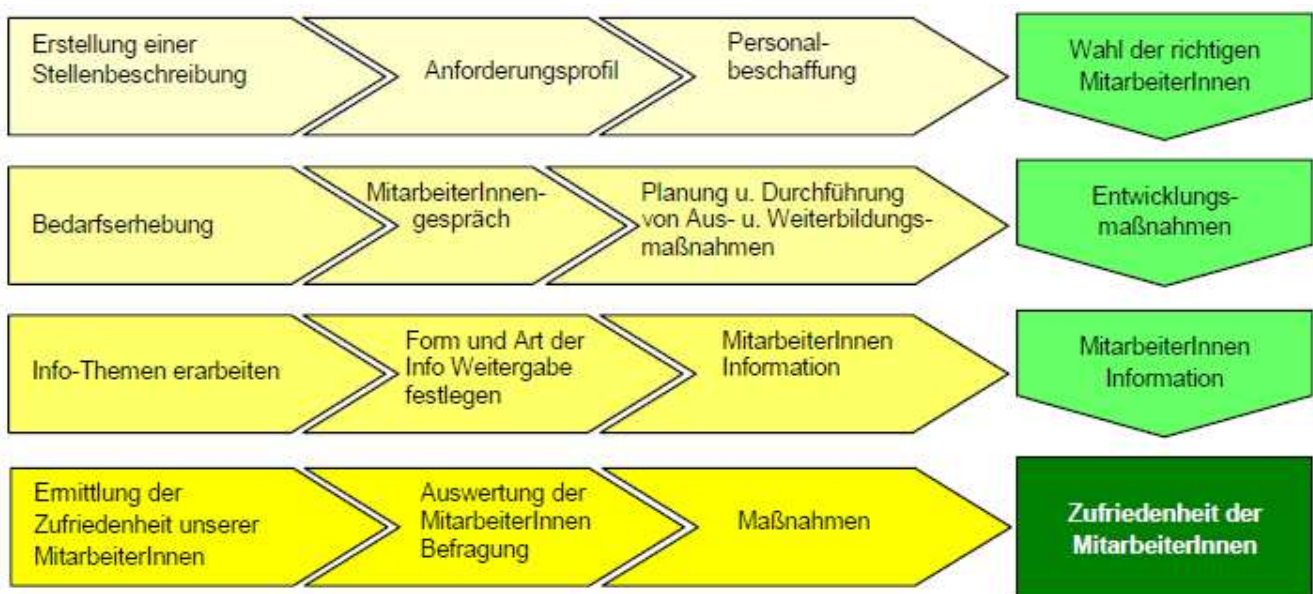 Erstellung einer
Stellenbeschreibung
Anforderungsprofil
Personal-
beschaffung
Wahl der richtigen
MitarbeiterInnen
Bedarfserhebung
MitarbeiterInnen-
gespräch
Planung u. Durchführung
von Aus- u. Weiterbildungs-
maßnahmen
Entwicklungs-
maßnahmen
Info-Themen erarbeiten
Form und Art der
Info Weitergabe
festlegen
MitarbeiterInnen
Information
MitarbeiterInnen
Information
Ermittlung der
Zufriedenheit unserer
MitarbeiterInnen
Auswertung der
MitarbeiterInnen
Befragung
Maßnahmen
Zufriedenheit der
MitarbeiterInnen